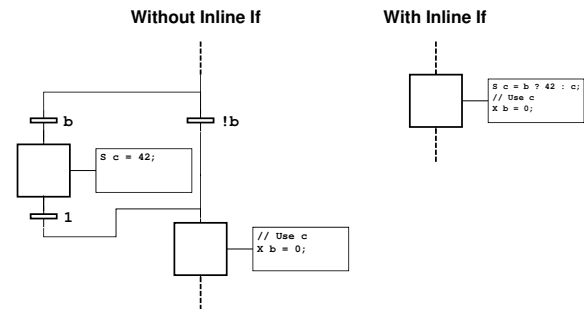 Without Inline If
With Inline If
S c = b ? 42 : c;
// Use c
X b = 0;
b
!b
S c = 42;
1
// Use c
X b = 0;